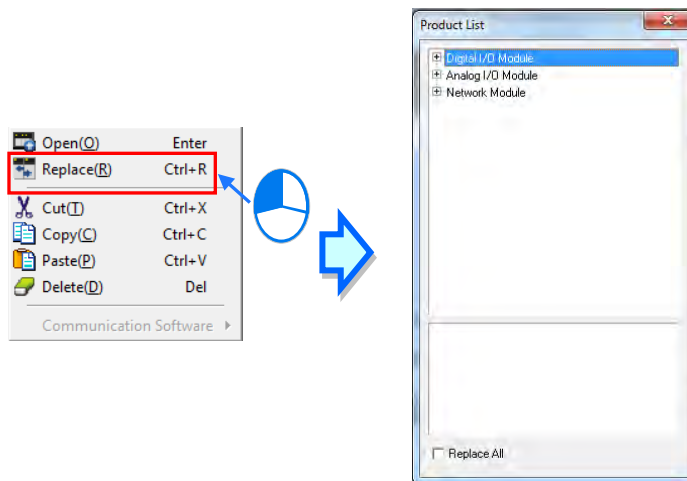 Open(O) Enter
Replace(R) Ctrl+R
Cut(T) Ctrl+X
Copy(C) Ctrl+C
Paste(P) Ctrl+V
Delete(D) Del
Communication Software
Product List
Digital I/O Module
Analog I/O Module
Network Module
Replace All